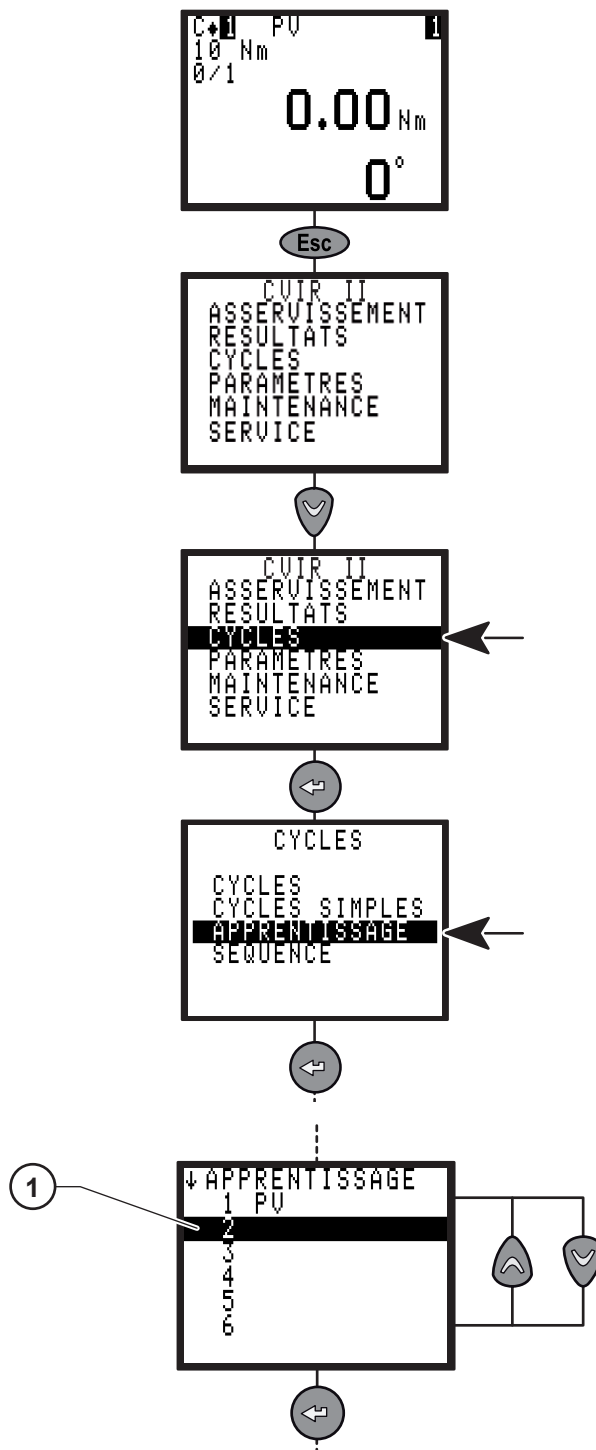 C♦1 PV 1
10 Nm
0/1
0.00 Nm
0°
Esc
CVIR II
ASSERVISSEMENT
RESULTATS
CYCLES
PARAMETRES
MAINTENANCE
SERVICE
CVIR II
ASSERVISSEMENT
RESULTATS
CYCLES
PARAMETRES
MAINTENANCE
SERVICE
CYCLES
CYCLES
CYCLES SIMPLES
APPRENTISSAGE
SEQUENCE
1
↓APPRENTISSAGE
1 PV
2
3
4
5
6